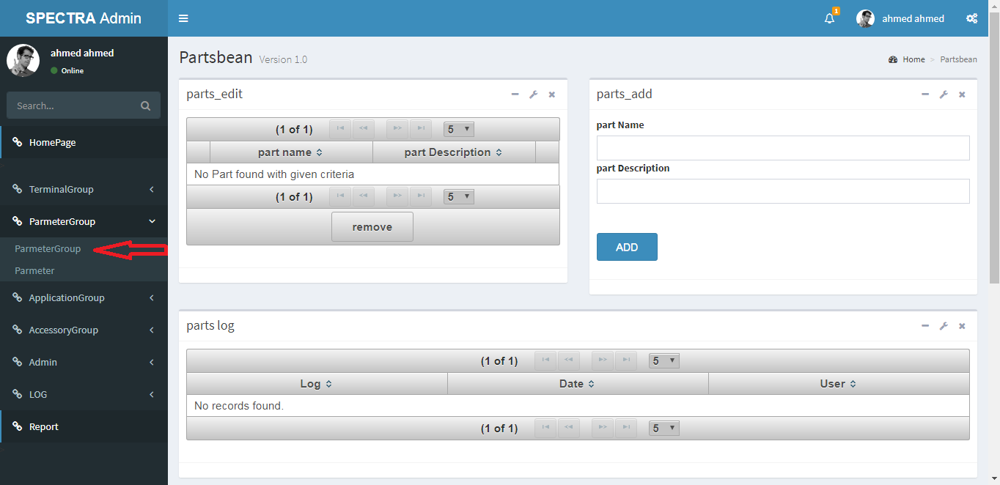 SPECTRA Admin
1
ahmed ahmed
ahmed ahmed
Online
Search...
HomePage
TerminalGroup
ParmeterGroup
ParmeterGroup
Parmeter
ApplicationGroup
AccessoryGroup
Admin
LOG
Report
Partsbean Version 1.0
Home > Partsbean
parts_edit
(1 of 1) 5
part name part Description
No Part found with given criteria
(1 of 1) 5
remove
parts_add
part Name
part Description
ADD
parts log
(1 of 1) 5
Log Date User
No records found.
(1 of 1) 5